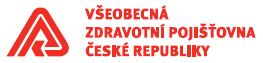 VŠEOBECNÁ
ZDRAVOTNÍ POJIŠŤOVNA
ČESKÉ REPUBLIKY